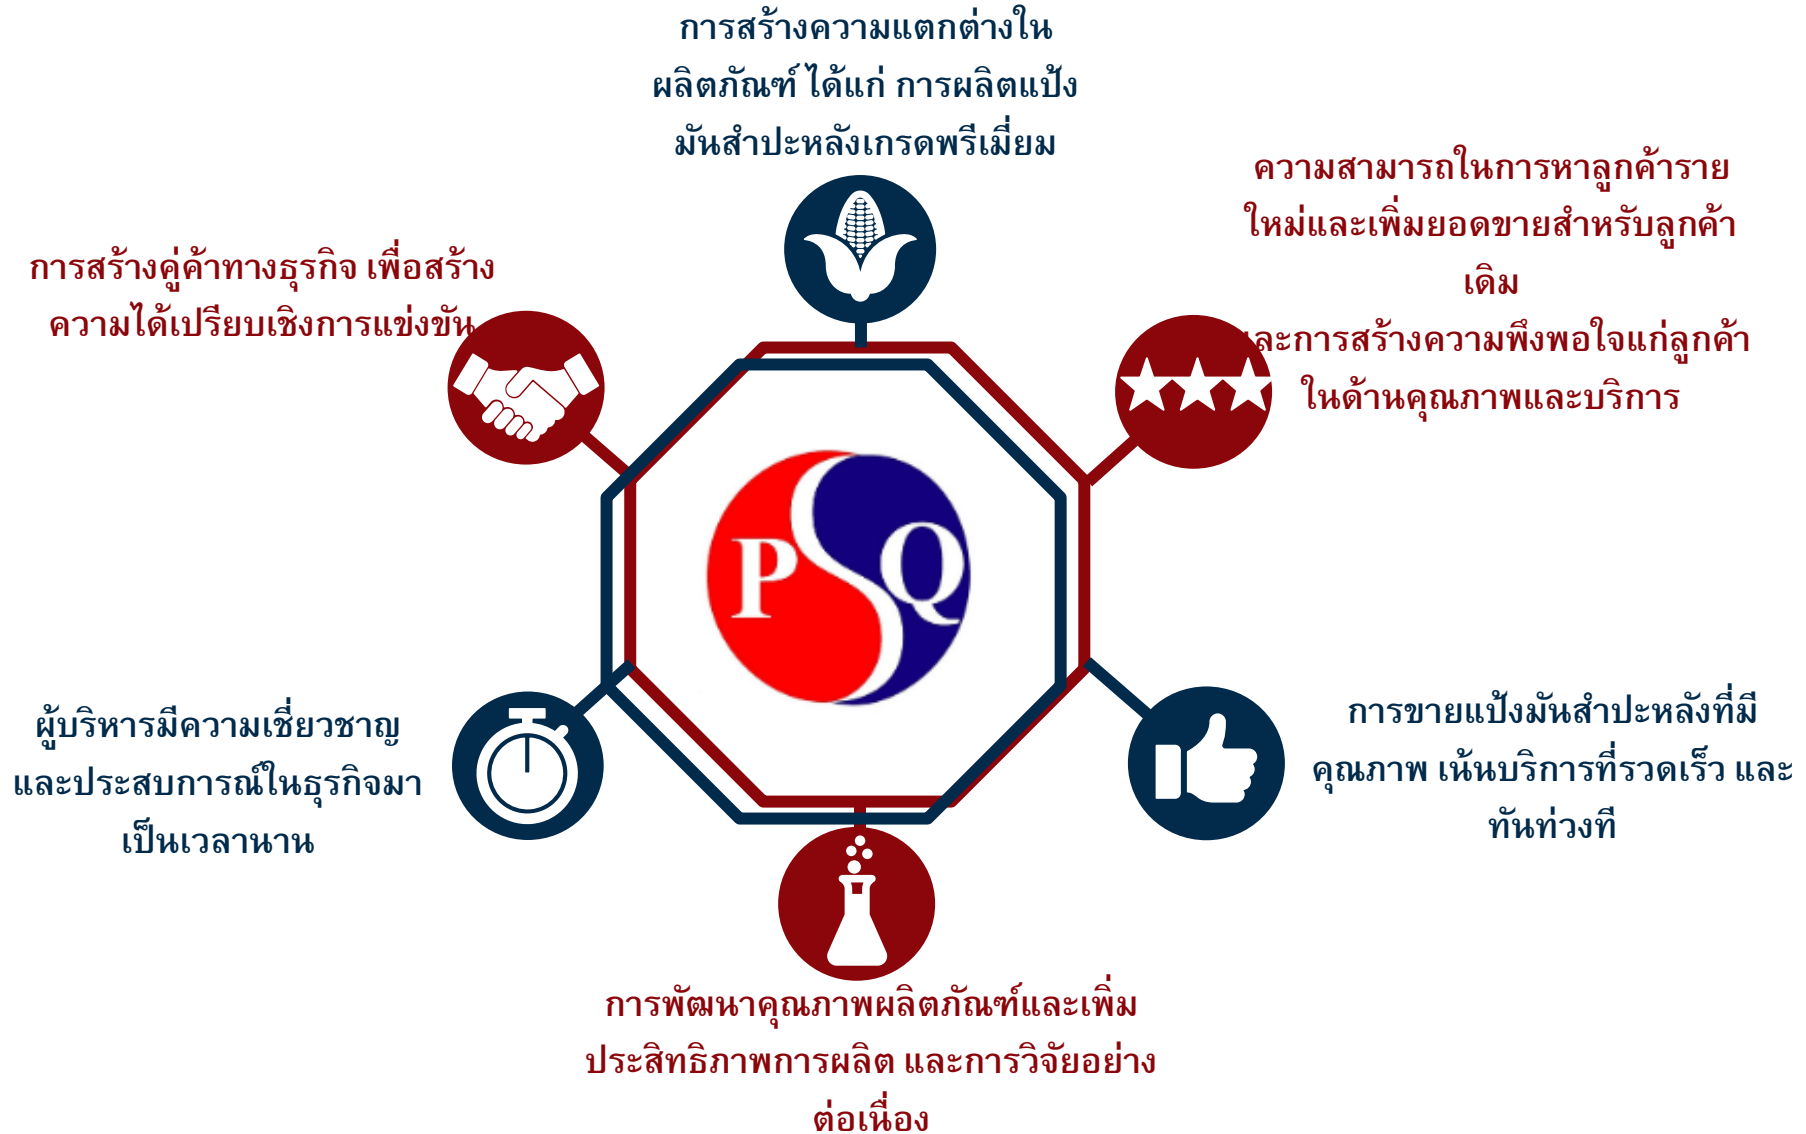 การสร้างความแตกต่างใน
ผลิตภัณฑ์ ได้แก่ การผลิตแป้ง
มันสำปะหลังเกรดพรีเมี่ยม
ความสามารถในการหาลูกค้าราย
ใหม่และเพิ่มยอดขายสำหรับลูกค้า
เดิม
และการสร้างความพึงพอใจแก่ลูกค้า
ในด้านคุณภาพและบริการ
การสร้างคู่ค้าทางธุรกิจ เพื่อสร้าง
ความได้เปรียบเชิงการแข่งขัน
PSQ
ผู้บริหารมีความเชี่ยวชาญ
และประสบการณ์ในธุรกิจมา
เป็นเวลานาน
การขายแป้งมันสำปะหลังที่มี
คุณภาพ เน้นบริการที่รวดเร็ว และ
ทันท่วงที
การพัฒนาคุณภาพผลิตภัณฑ์และเพิ่ม
ประสิทธิภาพการผลิต และการวิจัยอย่าง
ต่อเนื่อง